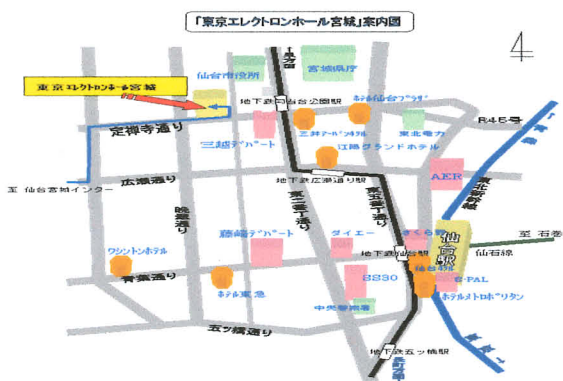 「東京エレクトロンホール宮城」案内図
仙台市役所
宮城県庁
東京エレクトロンホール宮城
地下鉄勾当台公園駅
ホテル仙台プラザ
定禅寺通り
三越デパート
三井アーバンホテル
東北電力
R45号
江陽グランドホテル
至 仙台宮城インター
広瀬通り
地下鉄広瀬通り駅
AER
東北新幹線
晩翠通り
東二番丁通り
東五番丁通り
藤崎デパート
ダイエー
さくら野
仙台駅
至 石巻
仙石線
地下鉄仙台駅
仙台ホテル
ワシントンホテル
青葉通り
ホテル東急
SS30
S-PAL
ホテルメトロポリタン
中央警察署
五ツ橋通り
地下鉄五ツ橋駅
至長町方面